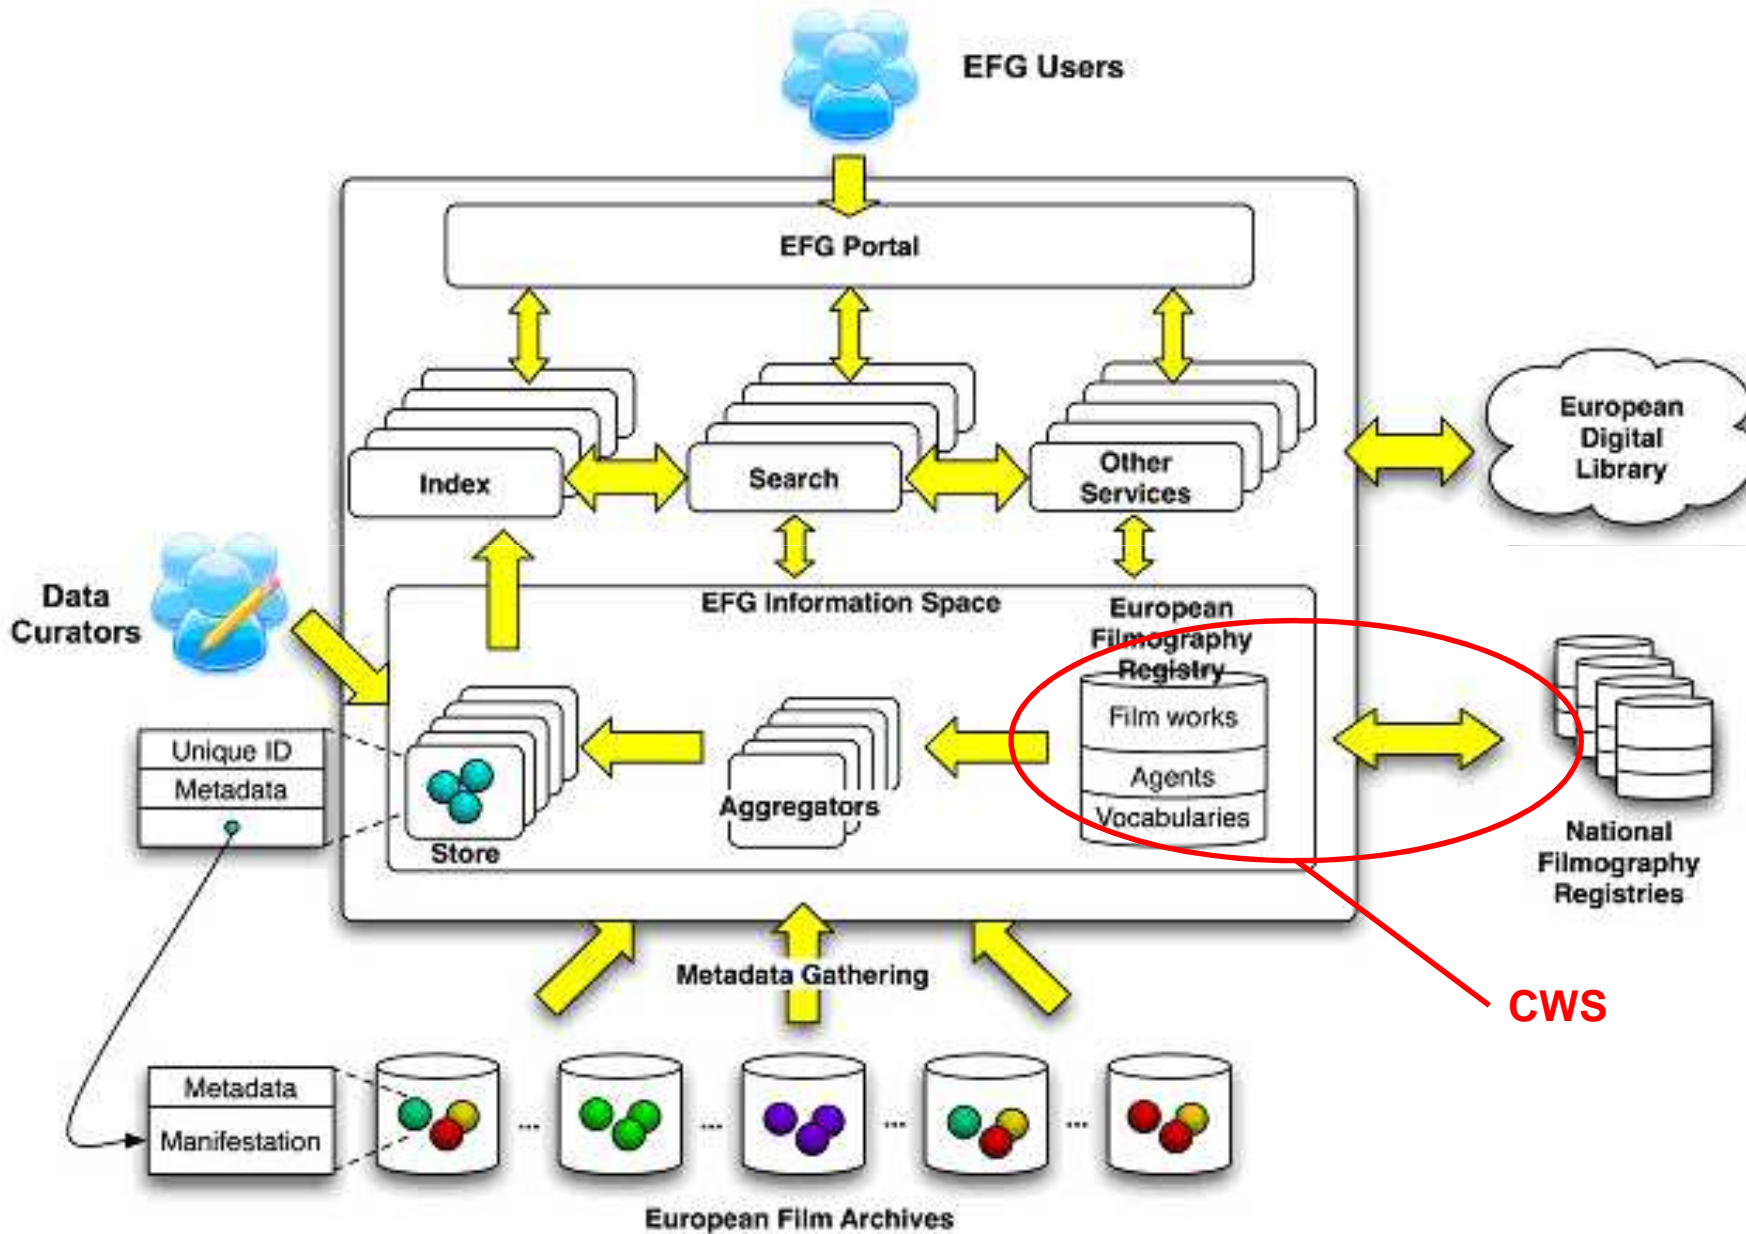 EFG Users
EFG Portal
Index
Search
Other
Services
European
Digital
Library
Data
Curators
EFG Information Space
European
Filmography
Registry
Film works
Agents
Vocabularies
Unique ID
Metadata
Store
Aggregators
National
Filmography
Registries
Metadata Gathering
CWS
Metadata
Manifestation
...
...
...
...
European Film Archives